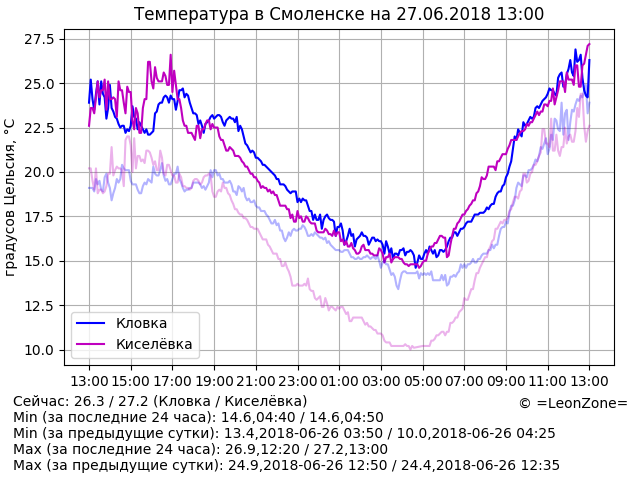 Температура в Смоленске на 27.06.2018 13:00
27.5
25.0
22.5
20.0
17.5
15.0
12.5
10.0
градусов Цельсия, °C
Кловка
Киселёвка
13:00 15:00 17:00 19:00 21:00 23:00 01:00 03:00 05:00 07:00 09:00 11:00 13:00
Сейчас: 26.3 / 27.2 (Кловка / Киселёвка)
© =LeonZone=
Min (за последние 24 часа): 14.6,04:40 / 14.6,04:50
Min (за предыдущие сутки): 13.4,2018-06-26 03:50 / 10.0,2018-06-26 04:25
Max (за последние 24 часа): 26.9,12:20 / 27.2,13:00
Max (за предыдущие сутки): 24.9,2018-06-26 12:50 / 24.4,2018-06-26 12:35